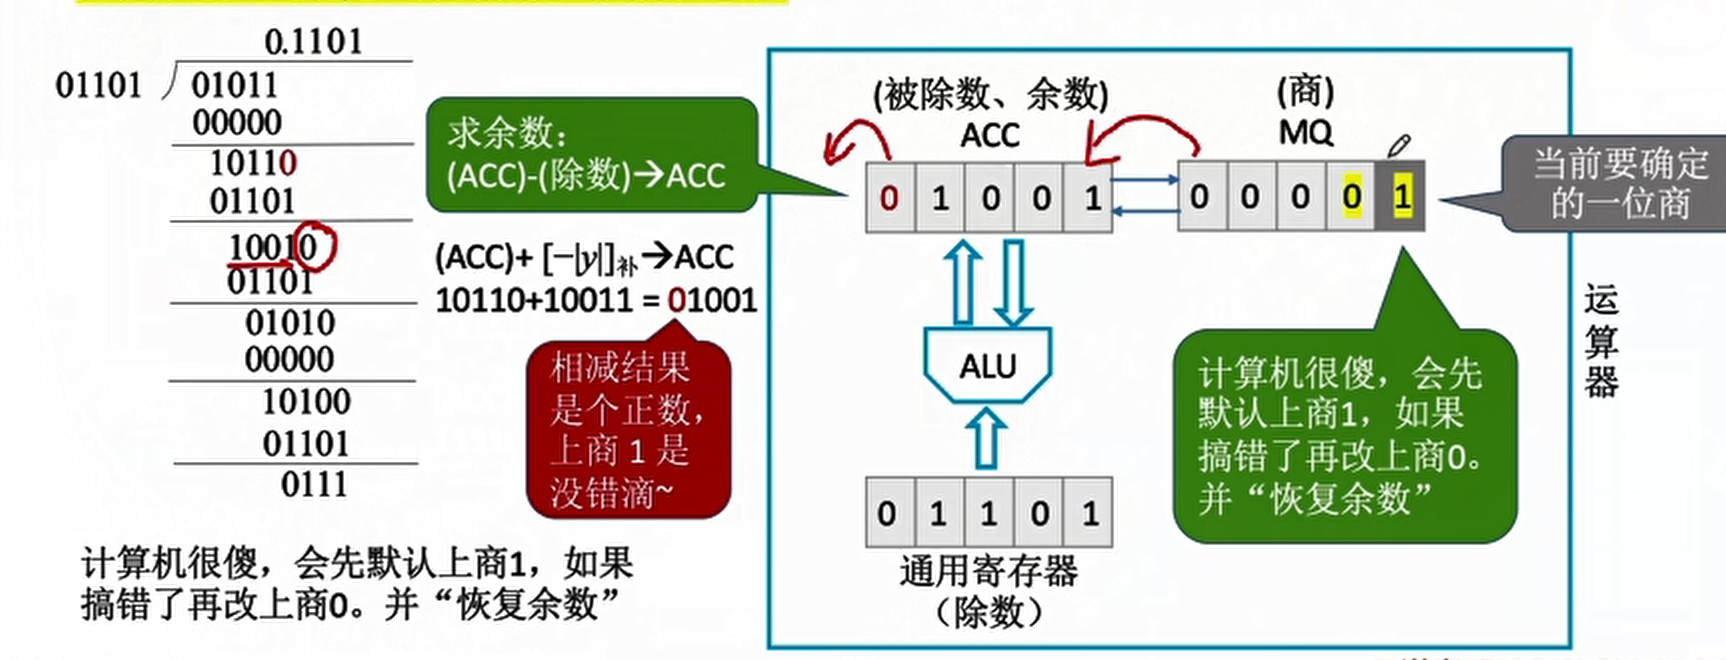 0.1101
01101
01011
00000
10110
01101
10010
01101
01010
00000
10100
01101
0111
计算机很傻，会先默认上商1，如果
搞错了再改上商0。并“恢复余数”
求余数：
(ACC)-(除数)→ACC
(ACC)+ [−|y|]补→ACC
10110+10011 = 01001
相减结果
是个正数，
上商 1 是
没错滴~
(被除数、余数)
ACC
0 1 0 0 1
(商)
MQ
0 0 0 0 1
ALU
0 1 1 0 1
通用寄存器
（除数）
当前要确定
的一位商
计算机很傻，会先
默认上商1，如果
搞错了再改上商0。
并“恢复余数”
运
算
器